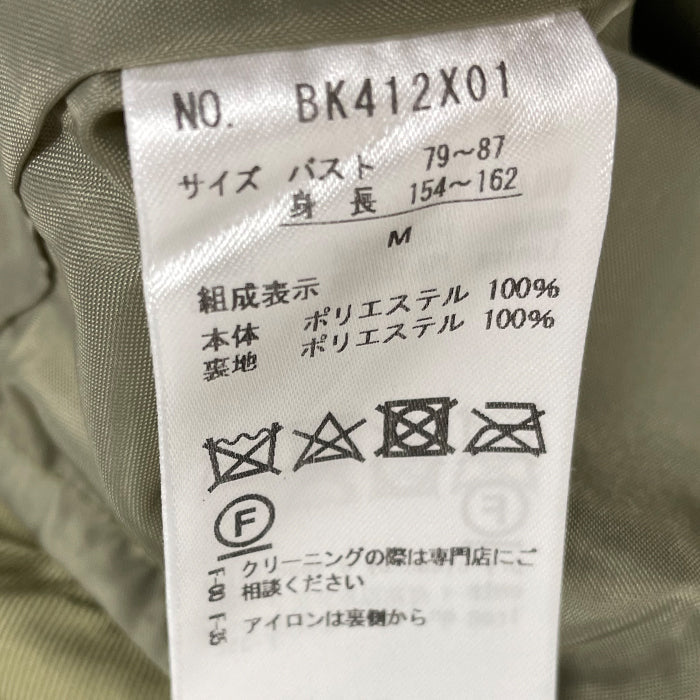 NO. BK412X01
サイズ バスト 79～87
身 長 154～162
M
組成表示
本体 ポリエステル 100%
裏地 ポリエステル 100%
F
クリーニングの際は専門店にご
相談ください
アイロンは裏側から